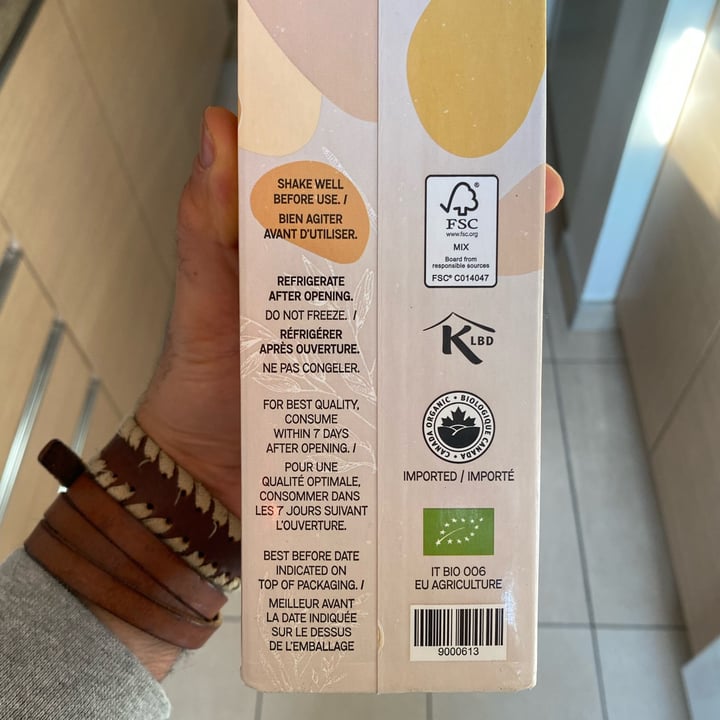 SHAKE WELL
BEFORE USE. /
BIEN AGITER
AVANT D'UTILISER.
REFRIGERATE
AFTER OPENING.
DO NOT FREEZE. /
RÉFRIGÉRER
APRÈS OUVERTURE.
NE PAS CONGELER.
FOR BEST QUALITY,
CONSUME
WITHIN 7 DAYS
AFTER OPENING. /
POUR UNE
QUALITÉ OPTIMALE,
CONSOMMER DANS
LES 7 JOURS SUIVANT
L'OUVERTURE.
BEST BEFORE DATE
INDICATED ON
TOP OF PACKAGING. /
MEILLEUR AVANT
LA DATE INDIQUÉE
SUR LE DESSUS
DE L'EMBALLAGE
®
FSC
www.fsc.org
MIX
Board from
responsible sources
FSC® C014047
K LBD
CANADA ORGANIC • BIOLOGIQUE CANADA •
IMPORTED / IMPORTÉ
IT BIO 006
EU AGRICULTURE
9000613